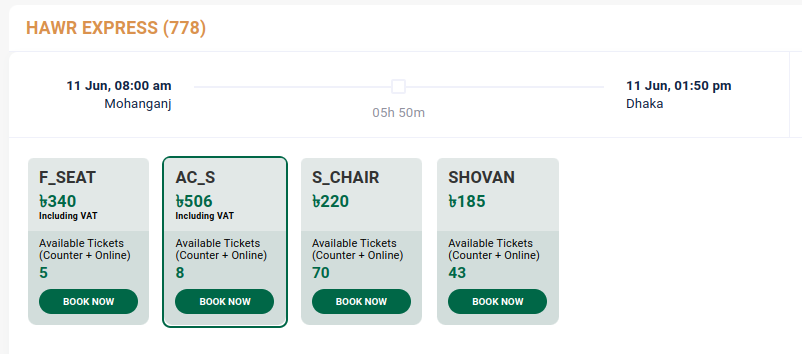 HAWR EXPRESS (778)
11 Jun, 08:00 am
Mohanganj
05h 50m
11 Jun, 01:50 pm
Dhaka
F_SEAT
৳340
Including VAT
Available Tickets
(Counter + Online)
5
BOOK NOW
AC_S
৳506
Including VAT
Available Tickets
(Counter + Online)
8
BOOK NOW
S_CHAIR
৳220
Available Tickets
(Counter + Online)
70
BOOK NOW
SHOVAN
৳185
Available Tickets
(Counter + Online)
43
BOOK NOW